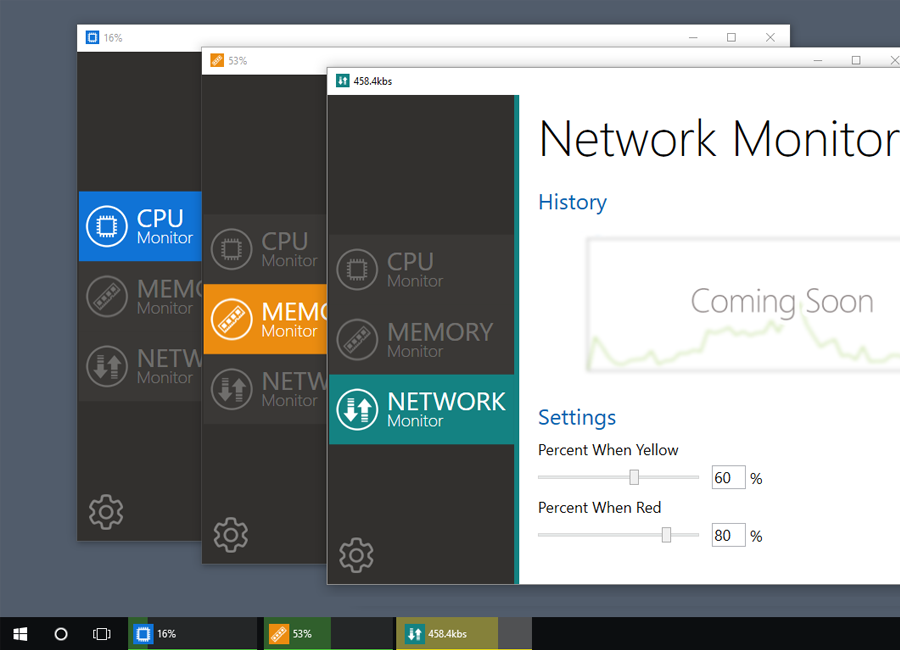 16%
53%
458.4kbs
CPU
Monitor
MEMO
Monitor
NETW
Monitor
CPU
Monitor
MEMO
Monitor
NETW
Monitor
CPU
Monitor
MEMORY
Monitor
NETWORK
Monitor
Network Monitor
History
Coming Soon
Settings
Percent When Yellow
60 %
Percent When Red
80 %
16%
53%
458.4kbs